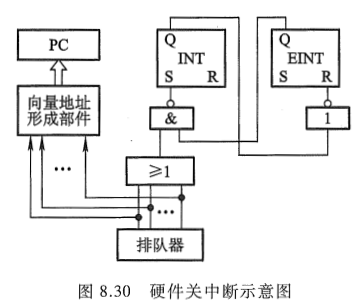 PC
Q
INT
S R
Q
EINT
S R
向量地址
形成部件
&
1
…
≥1
…
排队器
图 8.30 硬件关中断示意图